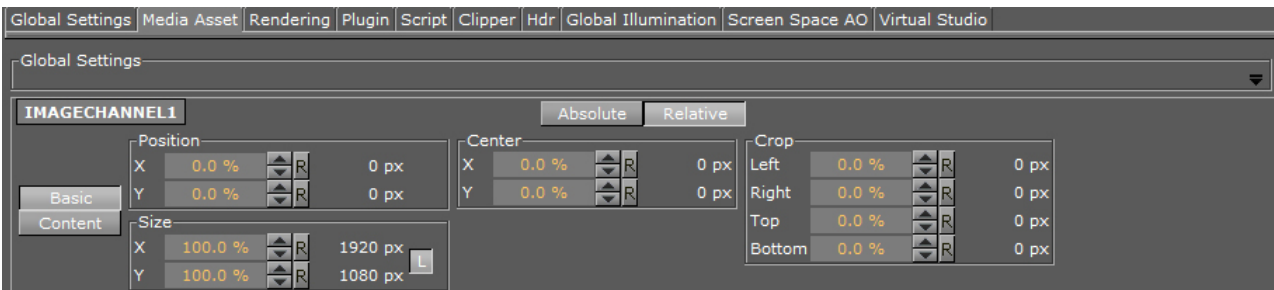 Global Settings Media Asset Rendering Plugin Script Clipper Hdr Global Illumination Screen Space AO Virtual Studio
Global Settings
IMAGECHANNEL1 Absolute Relative
Position Center Crop
X 0.0 % R 0 px X 0.0 % R 0 px Left 0.0 % R 0 px
Basic Y 0.0 % R 0 px Y 0.0 % R 0 px Right 0.0 % R 0 px
Content Size Top 0.0 % R 0 px
X 100.0 % R 1920 px L Bottom 0.0 % R 0 px
Y 100.0 % R 1080 px